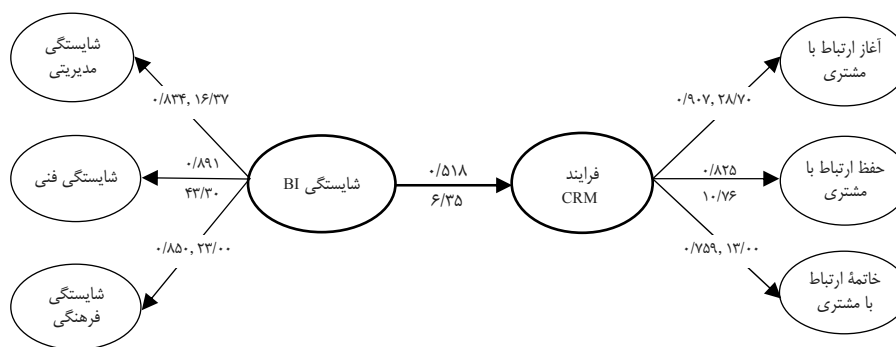 شایستگی
مدیریتی
آغاز ارتباط با
مشتری
۰/۸۳۴, ۱۶/۳۷
۰/۹۰۷, ۲۸/۷۰
شایستگی فنی
۰/۸۹۱
۴۳/۳۰
شایستگی BI
۰/۵۱۸
۶/۳۵
فرایند
CRM
۰/۸۲۵
۱۰/۷۶
حفظ ارتباط با
مشتری
۰/۸۵۰, ۲۳/۰۰
۰/۷۵۹, ۱۳/۰۰
شایستگی
فرهنگی
خاتمۀ ارتباط
با مشتری